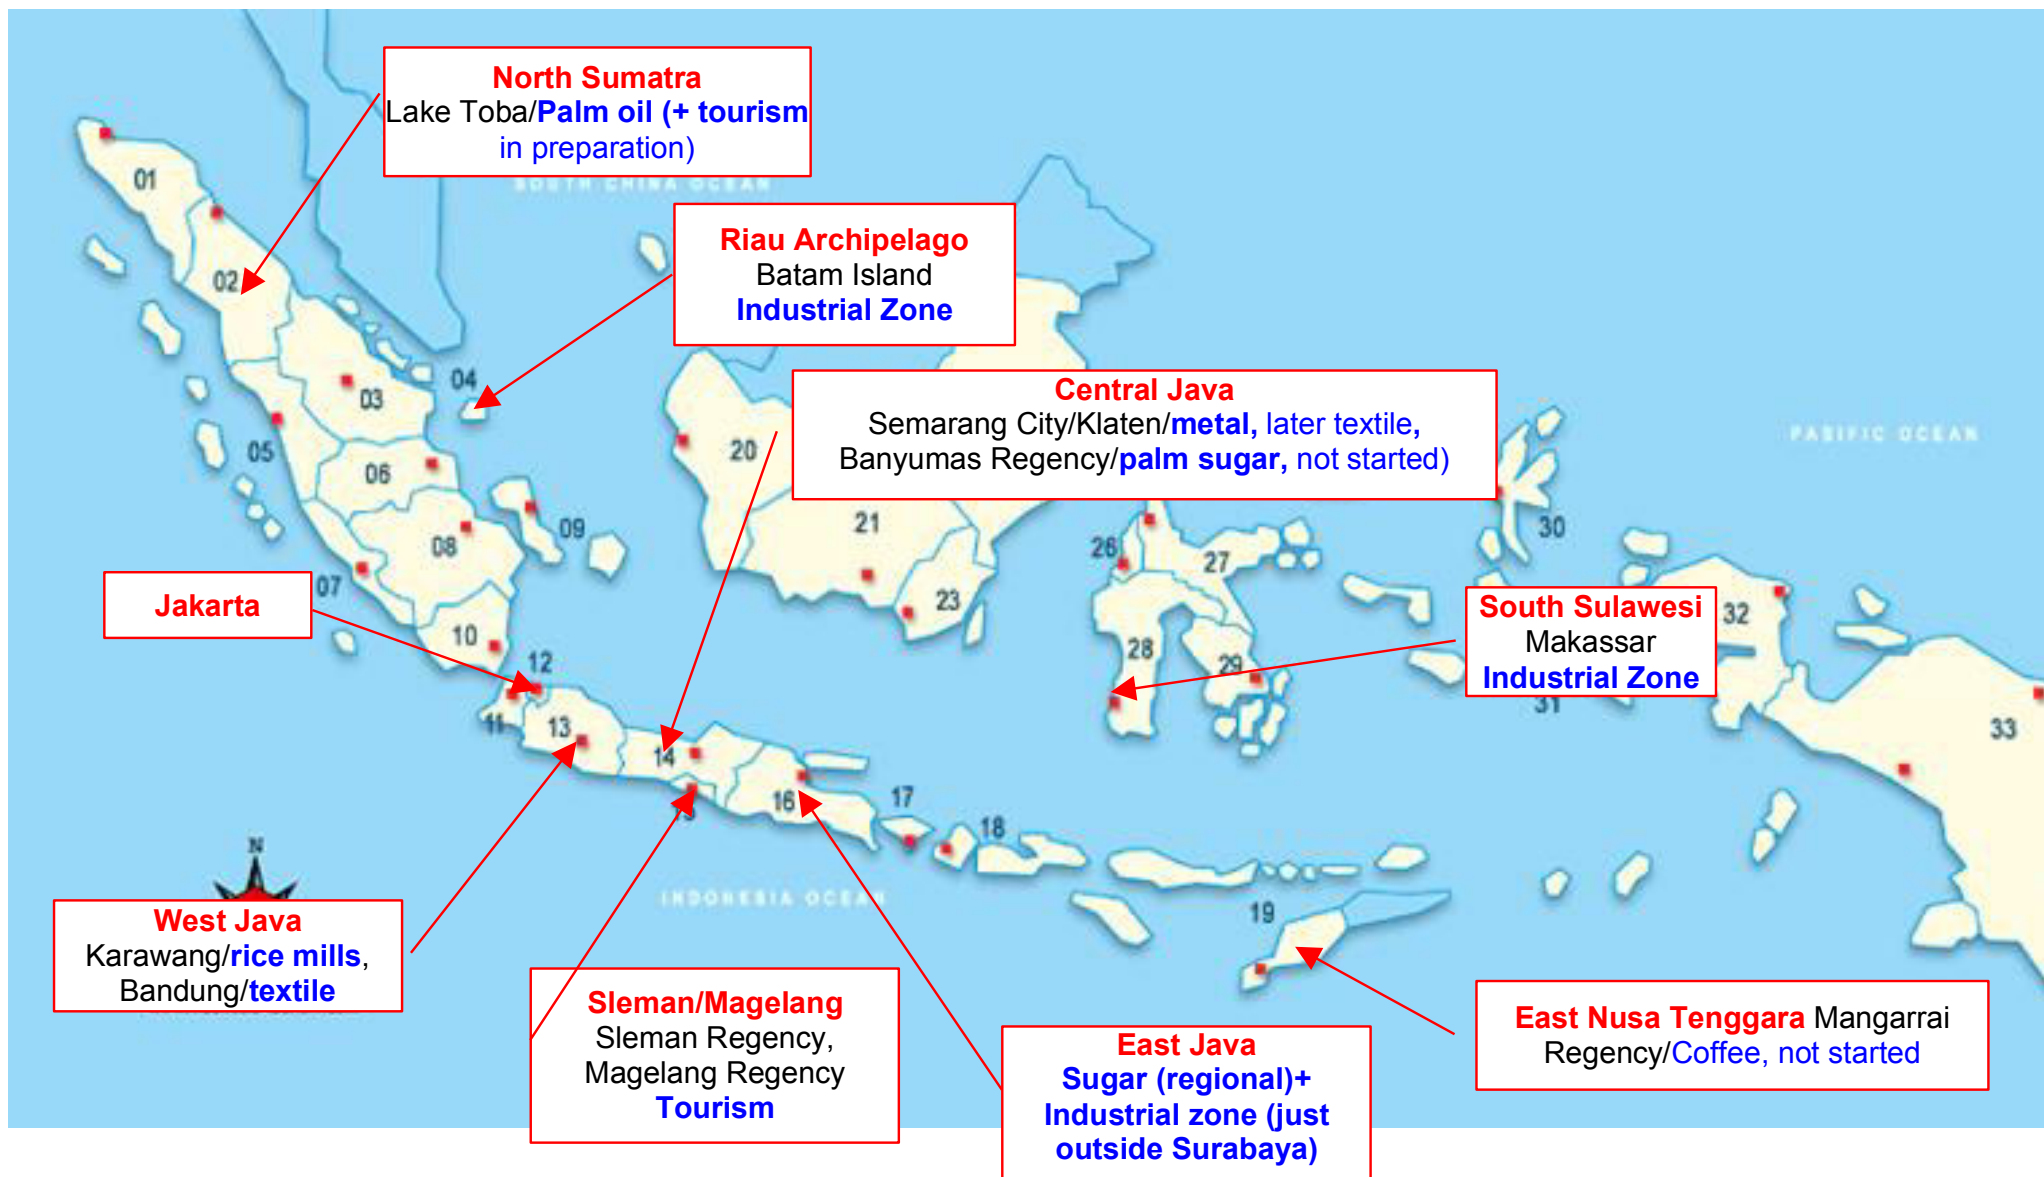 North Sumatra
Lake Toba/Palm oil (+ tourism
in preparation)
SOUTH CHINA OCEAN
01
02
Riau Archipelago
Batam Island
Industrial Zone
04
03
Central Java
Semarang City/Klaten/metal, later textile,
Banyumas Regency/palm sugar, not started)
PASIFIC OCEAN
05
20
06
21
09
30
08
26
27
07
23
Jakarta
South Sulawesi
Makassar
Industrial Zone
32
10
28
29
12
31
11
13
33
14
16
17
15
18
N
INDONESIA OCEAN
19
West Java
Karawang/rice mills,
Bandung/textile
Sleman/Magelang
Sleman Regency,
Magelang Regency
Tourism
East Java
Sugar (regional)+
Industrial zone (just
outside Surabaya)
East Nusa Tenggara Mangarrai
Regency/Coffee, not started